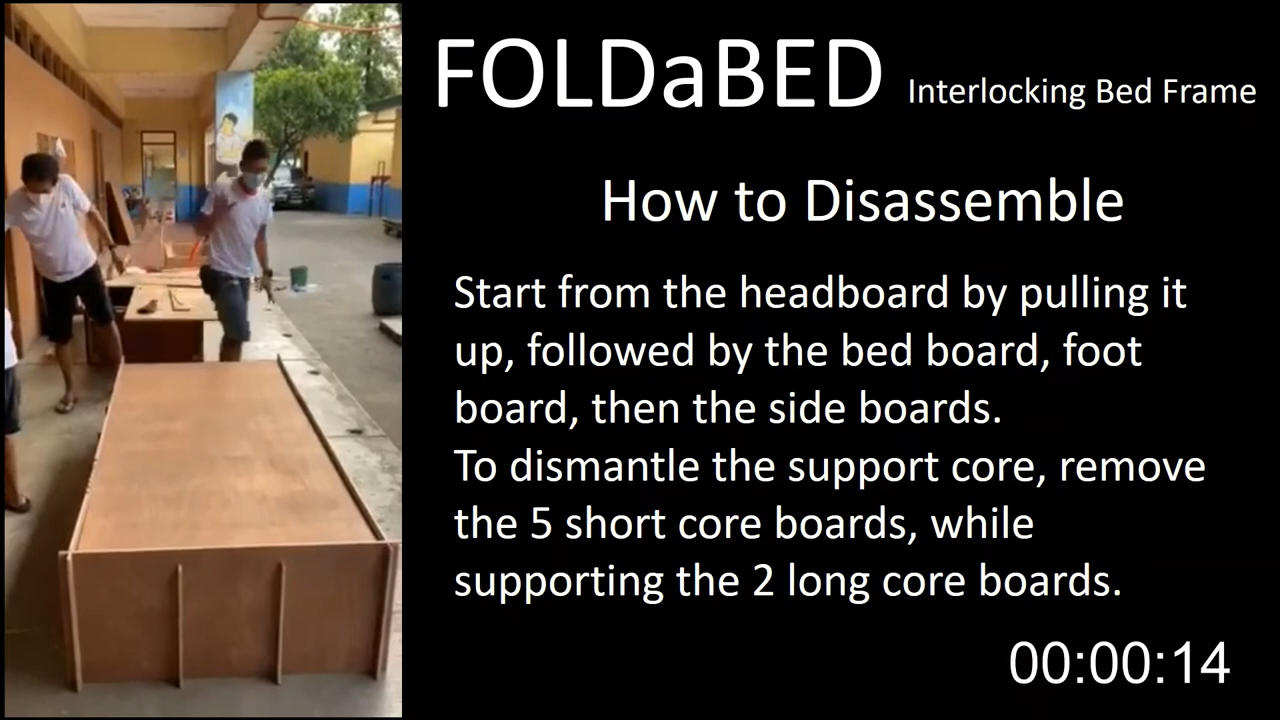 FOLDaBED Interlocking Bed Frame
How to Disassemble
Start from the headboard by pulling it
up, followed by the bed board, foot
board, then the side boards.
To dismantle the support core, remove
the 5 short core boards, while
supporting the 2 long core boards.
00:00:14